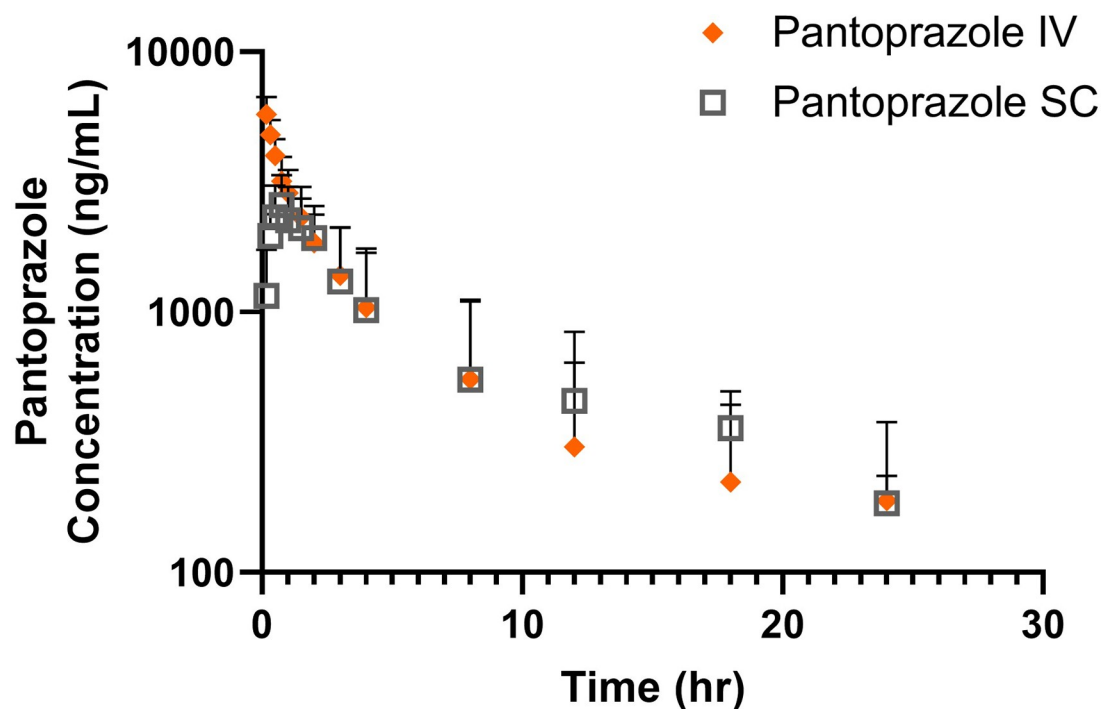 Pantoprazole IV
Pantoprazole SC
Pantoprazole
Concentration (ng/mL)
10000
1000
100
0 10 20 30
Time (hr)